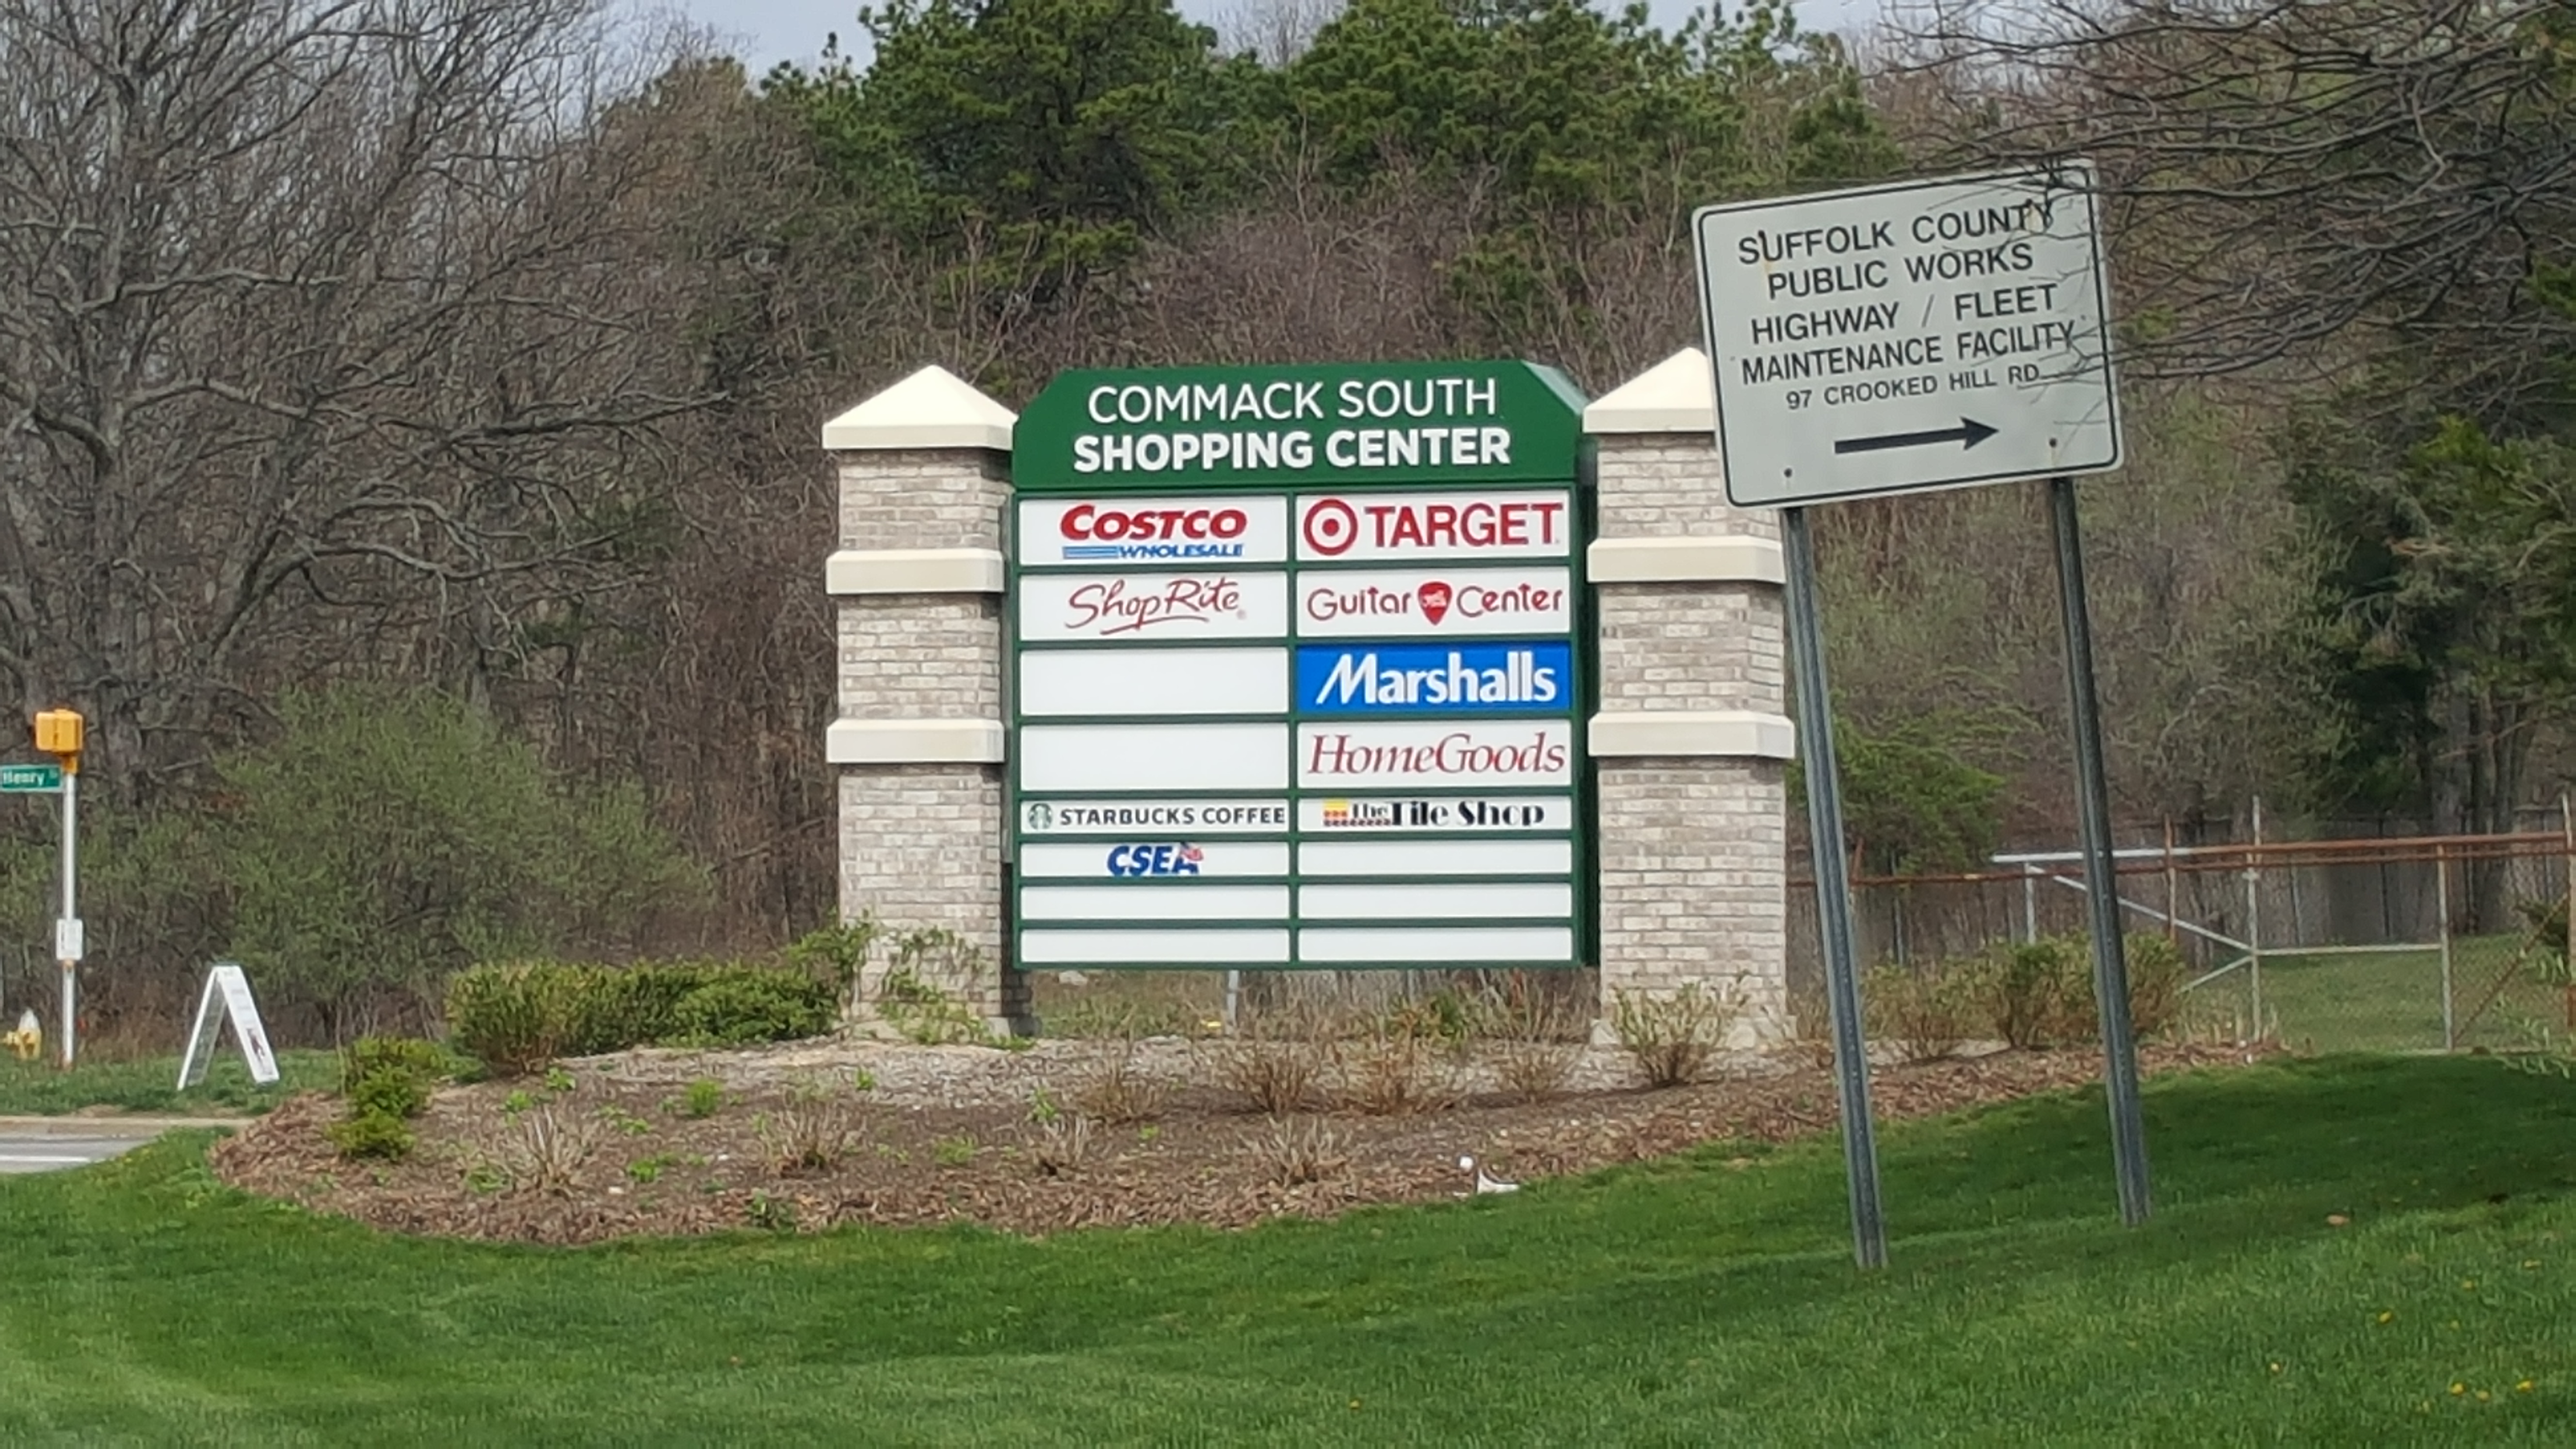 COMMACK SOUTH
SHOPPING CENTER
COSTCO
WHOLESALE
TARGET
ShopRite
Guitar Center
Marshalls
HomeGoods
STARBUCKS COFFEE
The Tile Shop
CSEA
SUFFOLK COUNTY
PUBLIC WORKS
HIGHWAY / FLEET
MAINTENANCE FACILITY
97 CROOKED HILL RD
Henry